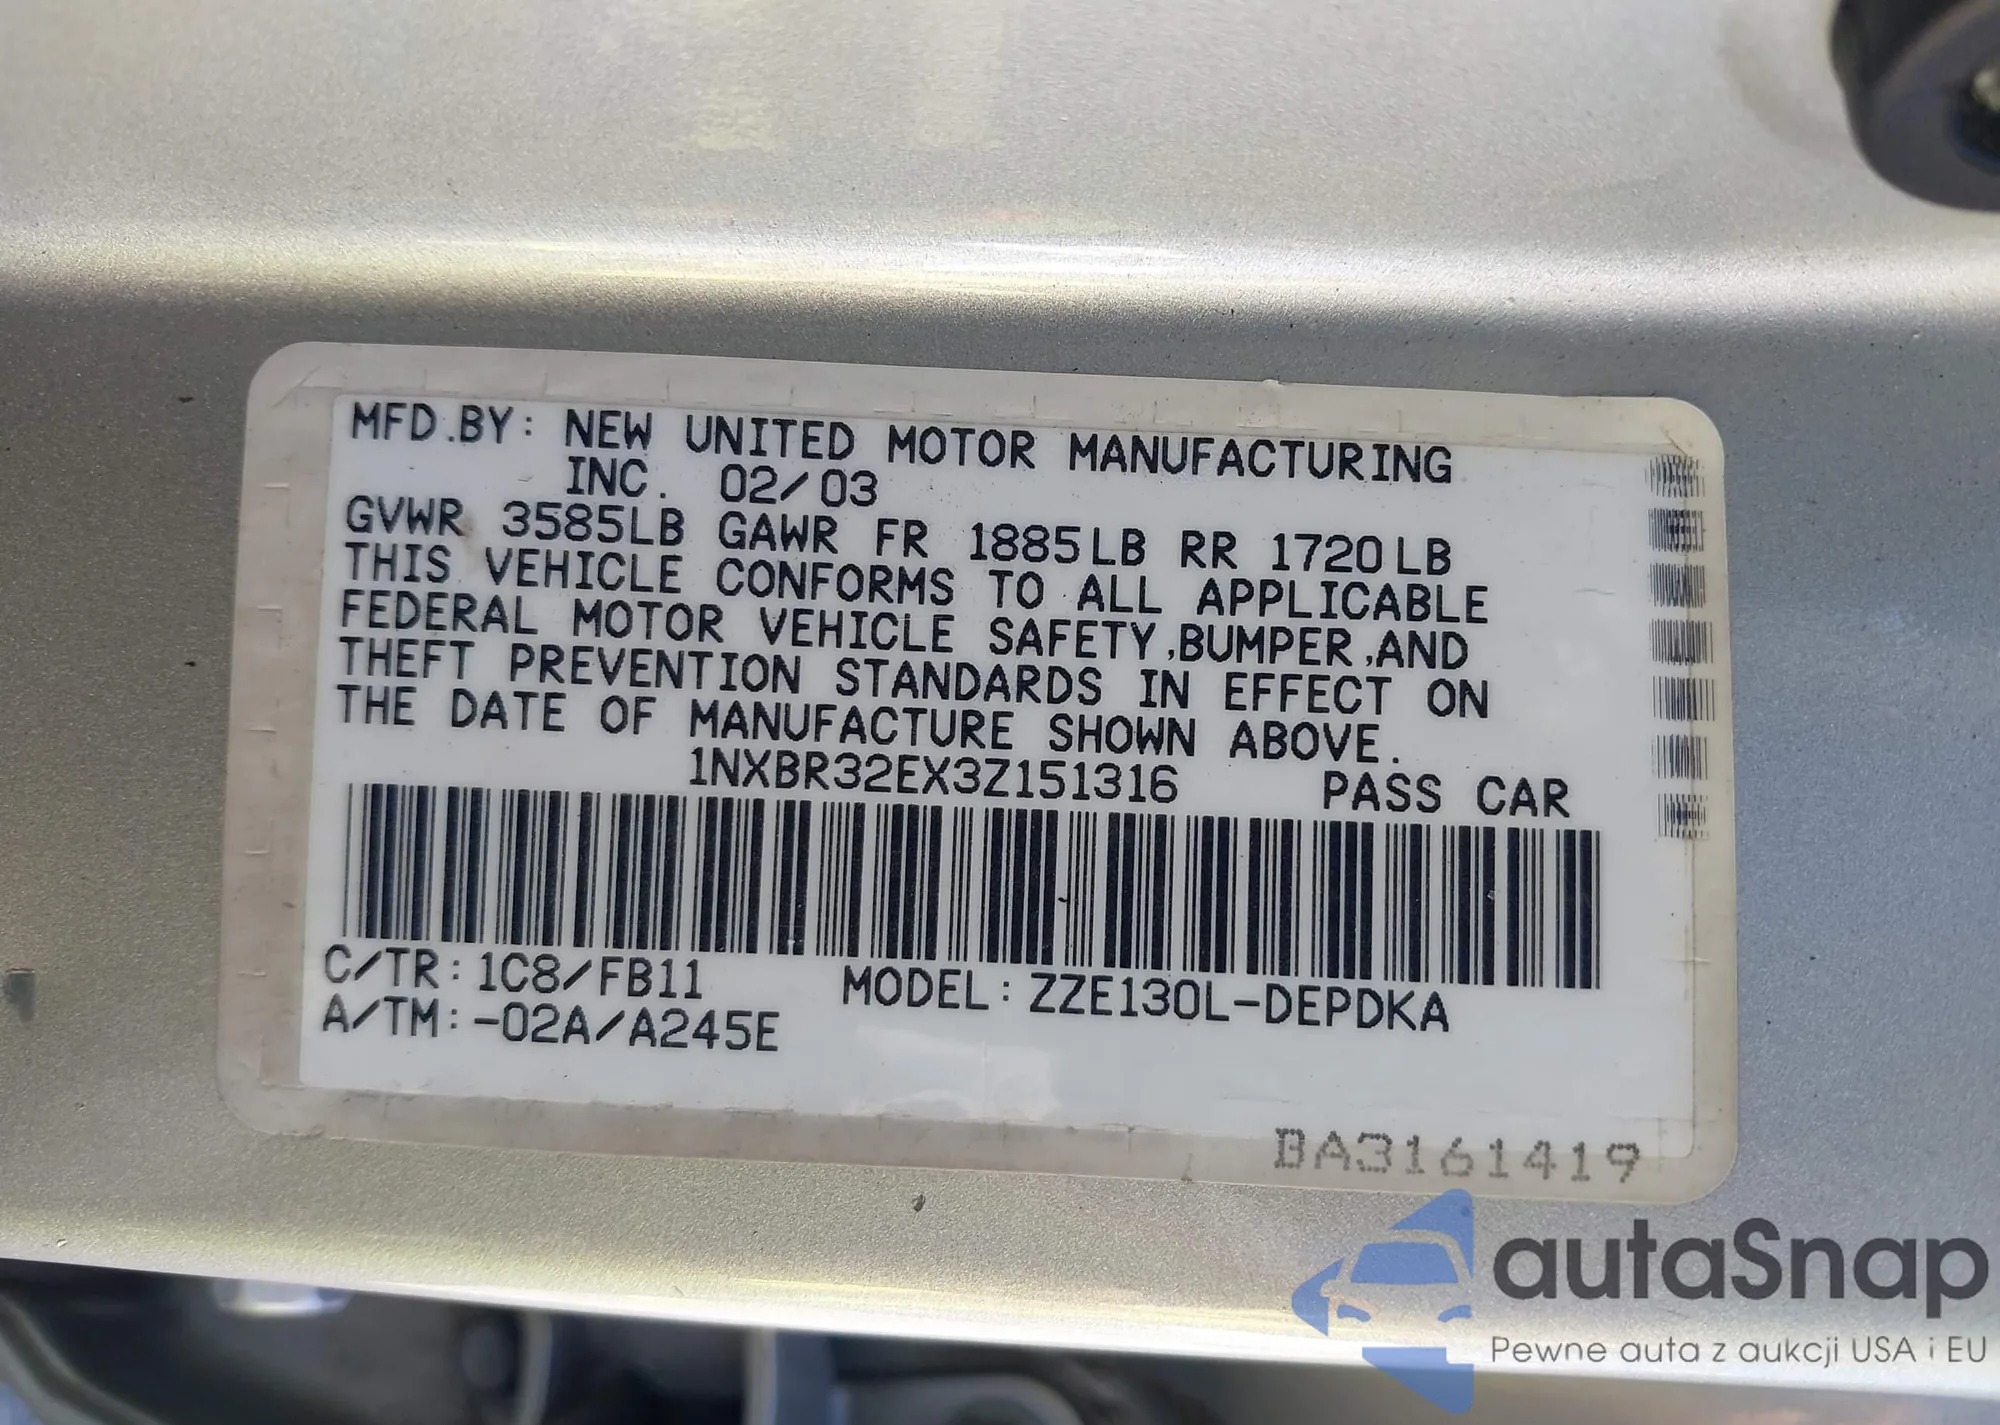 MFD.BY: NEW UNITED MOTOR MANUFACTURING
INC. 02/03
GVWR 3585LB GAWR FR 1885LB RR 1720LB
THIS VEHICLE CONFORMS TO ALL APPLICABLE
FEDERAL MOTOR VEHICLE SAFETY,BUMPER,AND
THEFT PREVENTION STANDARDS IN EFFECT ON
THE DATE OF MANUFACTURE SHOWN ABOVE.
1NXBR32EX3Z151316 PASS CAR
C/TR: 1C8/FB11 MODEL: ZZE130L-DEPDKA
A/TM: -02A/A245E
BA3161419
autaSnap
Pewne auta z aukcji USA i EU